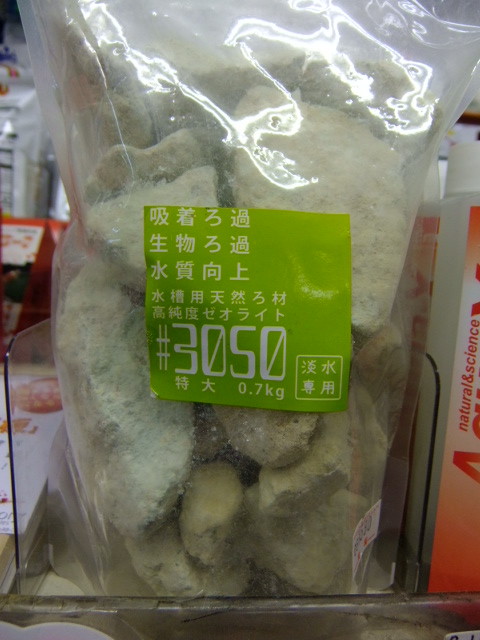 吸着ろ過
生物ろ過
水質向上
水槽用天然ろ材
高純度ゼオライト
#3050
特大 0.7kg
淡水
専用
natural&science